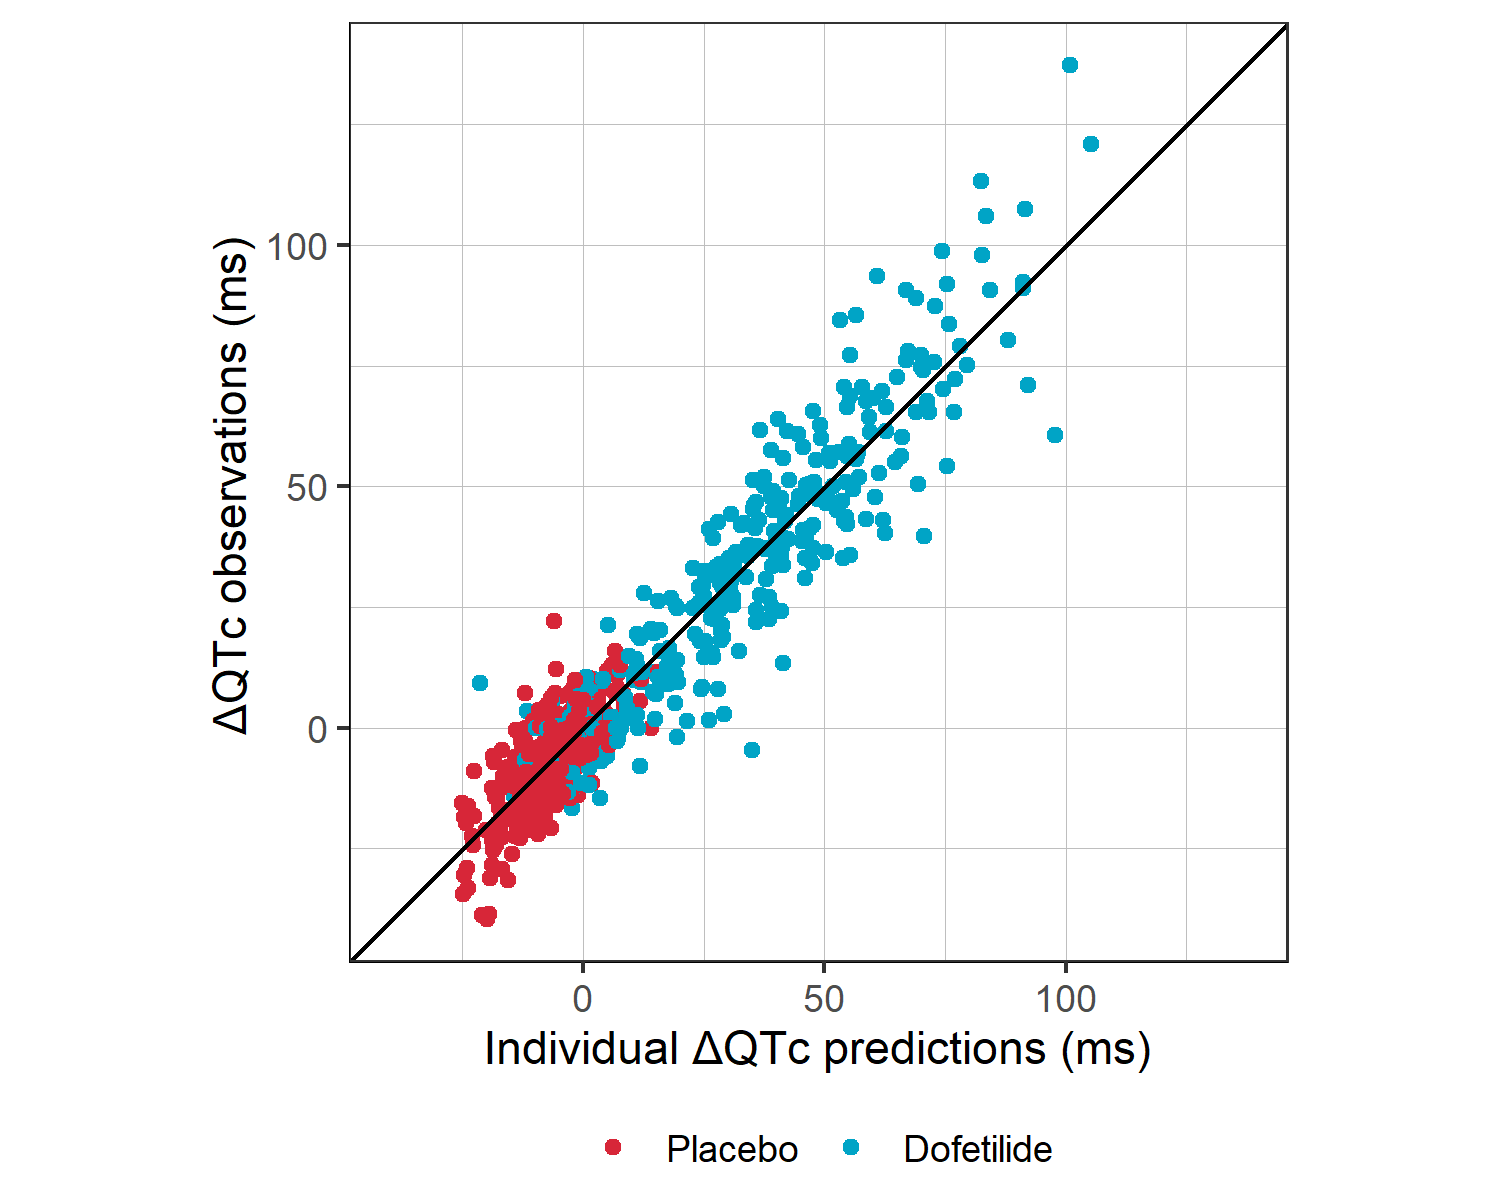 ΔQTc observations (ms)
100
50
0
0 50 100
Individual ΔQTc predictions (ms)
Placebo Dofetilide